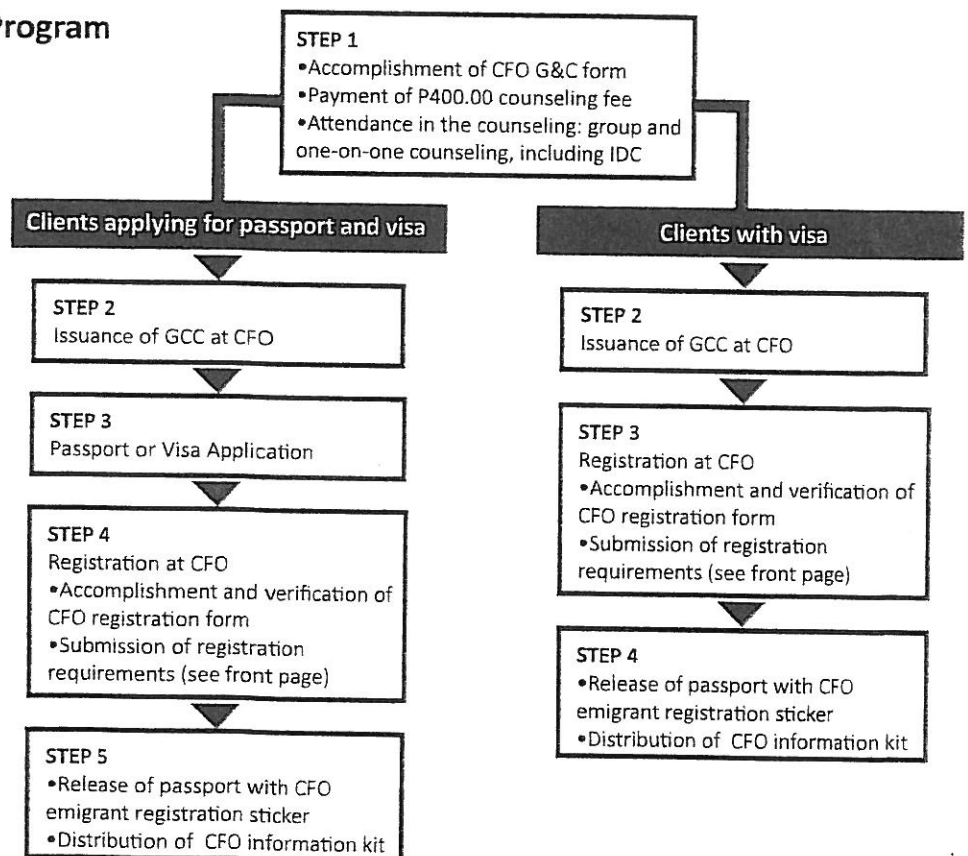 Program
STEP 1
•Accomplishment of CFO G&C form
•Payment of P400.00 counseling fee
•Attendance in the counseling: group and
one-on-one counseling, including IDC
Clients applying for passport and visa
STEP 2
Issuance of GCC at CFO
STEP 3
Passport or Visa Application
STEP 4
Registration at CFO
•Accomplishment and verification of
CFO registration form
•Submission of registration
requirements (see front page)
STEP 5
•Release of passport with CFO
emigrant registration sticker
•Distribution of CFO information kit
Clients with visa
STEP 2
Issuance of GCC at CFO
STEP 3
Registration at CFO
•Accomplishment and verification of
CFO registration form
•Submission of registration
requirements (see front page)
STEP 4
•Release of passport with CFO
emigrant registration sticker
•Distribution of CFO information kit